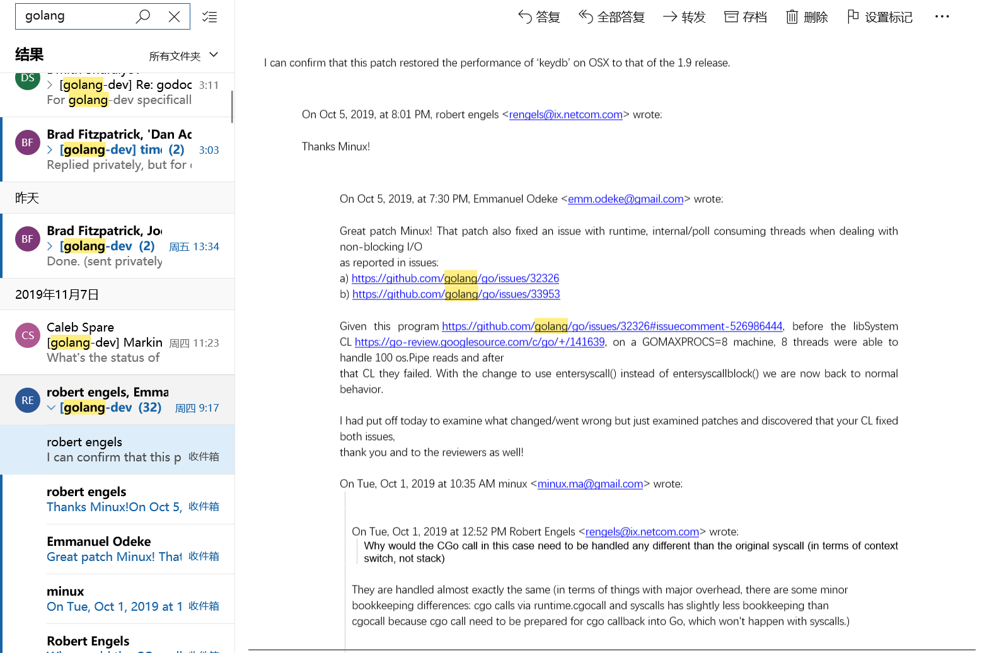 golang
结果
所有文件夹
DS
[golang-dev] Re: godoc
3:11
For golang-dev specificall
BF
Brad Fitzpatrick, 'Dan Ad
[golang-dev] time (2)
3:03
Replied privately, but for
昨天
BF
Brad Fitzpatrick, Joe
[golang-dev (2)
周五 13:34
Done. (sent privately
2019年11月7日
CS
Caleb Spare
[golang-dev] Markin
周四 11:23
What's the status of
RE
robert engels, Emma
[golang-dev (32)
周四 9:17
robert engels
I can confirm that this p
收件箱
robert engels
Thanks Minux!On Oct 5,
收件箱
Emmanuel Odeke
Great patch Minux! That
收件箱
minux
On Tue, Oct 1, 2019 at 1
收件箱
Robert Engels
答复
全部答复
转发
存档
删除
设置标记
I can confirm that this patch restored the performance of ‘keydb’ on OSX to that of the 1.9 release.
On Oct 5, 2019, at 8:01 PM, robert engels <rengels@ix.netcom.com> wrote:
Thanks Minux!
On Oct 5, 2019, at 7:30 PM, Emmanuel Odeke <emm.odeke@gmail.com> wrote:
Great patch Minux! That patch also fixed an issue with runtime, internal/poll consuming threads when dealing with
non-blocking I/O
as reported in issues:
a) https://github.com/golang/go/issues/32326
b) https://github.com/golang/go/issues/33953
Given this program https://github.com/golang/go/issues/32326#issuecomment-526986444, before the libSystem
CL https://go-review.googlesource.com/c/go/+/141639, on a GOMAXPROCS=8 machine, 8 threads were able to
handle 100 os.Pipe reads and after
that CL they failed. With the change to use entersyscall() instead of entersyscallblock() we are now back to normal
behavior.
I had put off today to examine what changed/went wrong but just examined patches and discovered that your CL fixed
both issues,
thank you and to the reviewers as well!
On Tue, Oct 1, 2019 at 10:35 AM minux <minux.ma@gmail.com> wrote:
On Tue, Oct 1, 2019 at 12:52 PM Robert Engels <rengels@ix.netcom.com> wrote:
Why would the CGo call in this case need to be handled any different than the original syscall (in terms of context
switch, not stack)
They are handled almost exactly the same (in terms of things with major overhead, there are some minor
bookkeeping differences: cgo calls via runtime.cgocall and syscalls has slightly less bookkeeping than
cgocall because cgo call need to be prepared for cgo callback into Go, which won't happen with syscalls.)